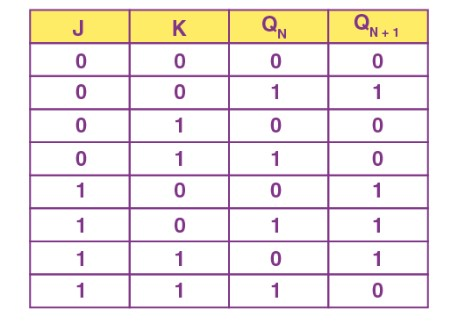 J K Q_N Q_N + 1
0 0 0 0
0 0 1 1
0 1 0 0
0 1 1 0
1 0 0 1
1 0 1 1
1 1 0 1
1 1 1 0